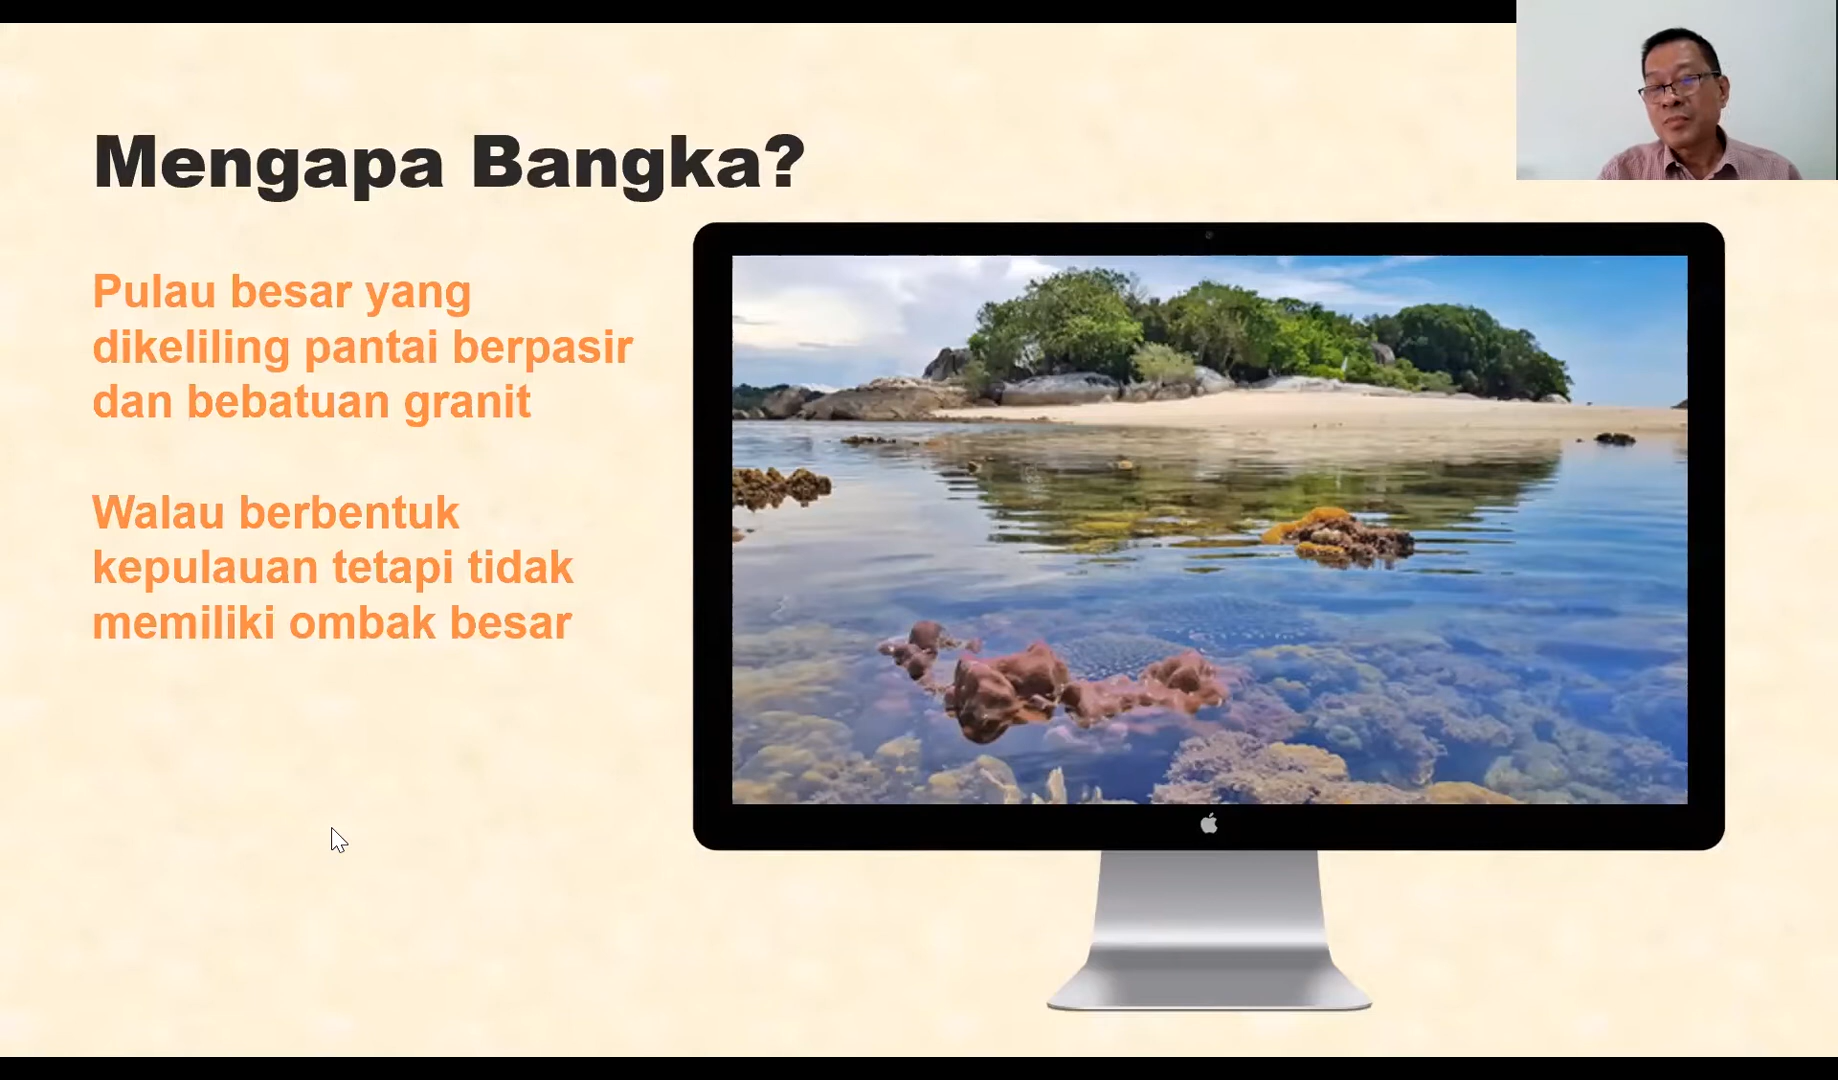 Mengapa Bangka?
Pulau besar yang
dikeliling pantai berpasir
dan bebatuan granit
Walau berbentuk
kepulauan tetapi tidak
memiliki ombak besar